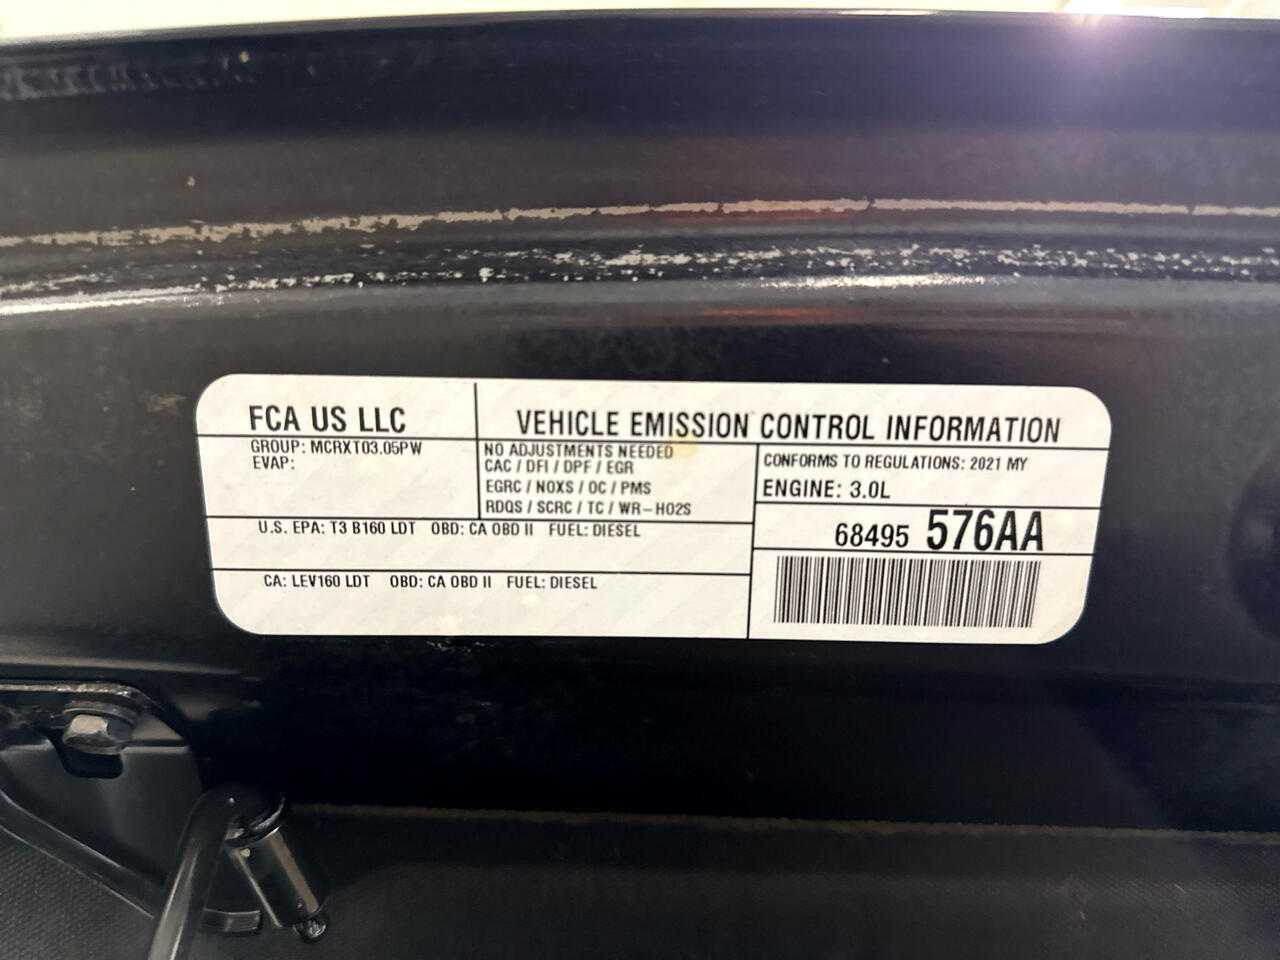 FCA US LLC
VEHICLE EMISSION CONTROL INFORMATION
GROUP: MCRXT03.05PW
EVAP:
NO ADJUSTMENTS NEEDED
CAC / DFI / DPF / EGR
EGRC / NOXS / OC / PMS
RDQS / SCRC / TC / WR-HO2S
CONFORMS TO REGULATIONS: 2021 MY
ENGINE: 3.0L
U.S. EPA: T3 B160 LDT OBD: CA OBD II FUEL: DIESEL
68495 576AA
CA: LEV160 LDT OBD: CA OBD II FUEL: DIESEL